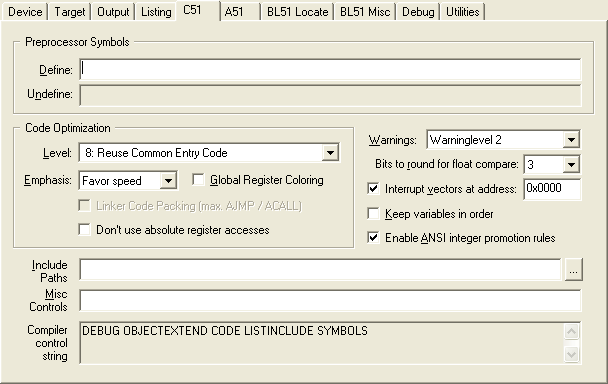 Device Target Output Listing C51 A51 BL51 Locate BL51 Misc Debug Utilities
Preprocessor Symbols
Define:
Undefine:
Code Optimization
Level: 8: Reuse Common Entry Code
Emphasis: Favor speed Global Register Coloring
Linker Code Packing (max. AJMP / ACALL)
Don't use absolute register accesses
Warnings: Warninglevel 2
Bits to round for float compare: 3
Interrupt vectors at address: 0x0000
Keep variables in order
Enable ANSI integer promotion rules
Include
Paths
...
Misc
Controls
Compiler
control
string
DEBUG OBJECTEXTEND CODE LISTINCLUDE SYMBOLS